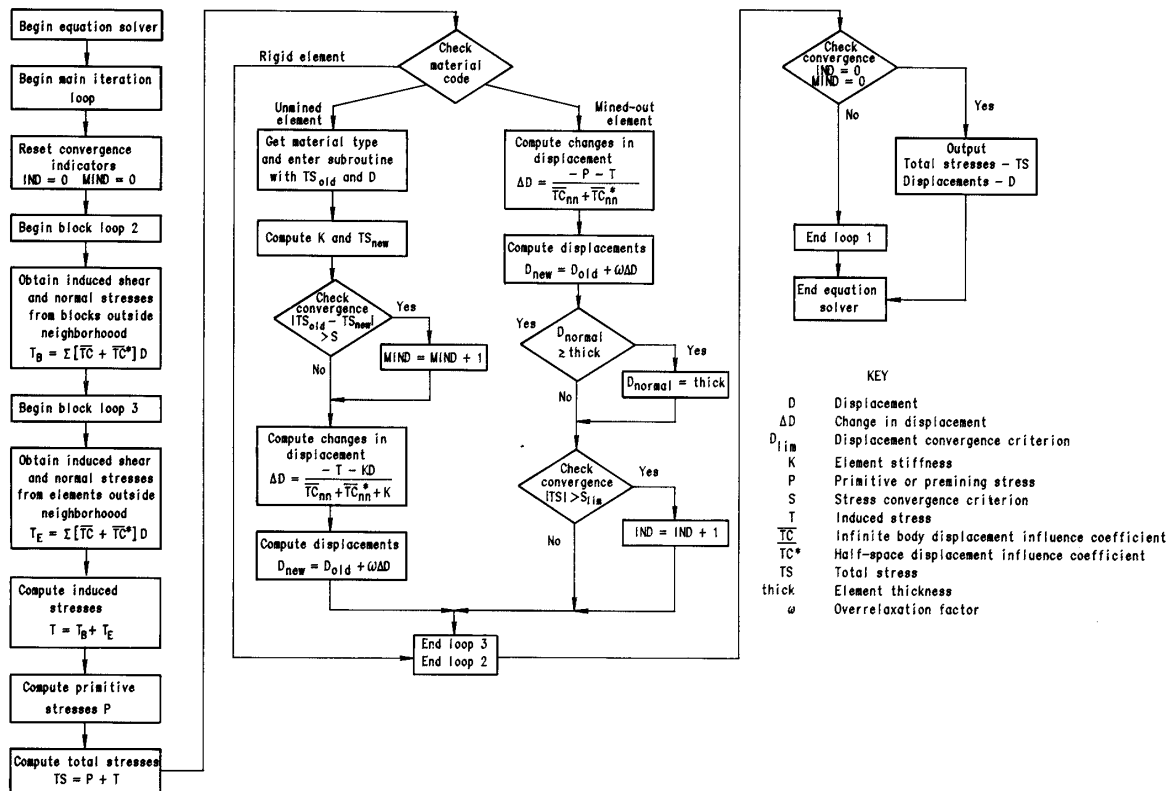 Begin equation solver
Begin main iteration
loop
Reset convergence
indicators
IND = 0 MIND = 0
Begin block loop 2
Obtain induced shear
and normal stresses
from blocks outside
neighborhoood
T_B = Σ[T̅C̅ + T̅C̅*] D
Begin block loop 3
Obtain induced shear
and normal stresses
from elements outside
neighborhoood
T_E = Σ[T̅C̅ + T̅C̅*] D
Compute induced
stresses
T = T_B + T_E
Compute primitive
stresses P
Compute total stresses
TS = P + T
Check
material
code
Rigid element
Unmined
element
Get material type
and enter subroutine
with TS_old and D
Compute K and TS_new
Check
convergence
|TS_old − TS_new|
> S
Yes
MIND = MIND + 1
No
Compute changes in
displacement
ΔD = (− T − KD) / (T̅C̅_nn + T̅C̅_nn* + K)
Compute displacements
D_new = D_old + ωΔD
Mined-out
element
Compute changes in
displacement
ΔD = (− P − T) / (T̅C̅_nn + T̅C̅_nn*)
Compute displacements
D_new = D_old + ωΔD
Yes
D_normal
≥ thick
Yes
D_normal = thick
No
Check
convergence
|TS| > S_lim
Yes
IND = IND + 1
No
End loop 3
End loop 2
Check
convergence
IND = 0
MIND = 0
Yes
No
Output
Total stresses – TS
Displacements – D
End loop 1
End equation
solver
KEY
D Displacement
ΔD Change in displacement
D_lim Displacement convergence criterion
K Element stiffness
P Primitive or premining stress
S Stress convergence criterion
T Induced stress
T̅C̅ Infinite body displacement influence coefficient
T̅C̅* Half-space displacement influence coefficient
TS Total stress
thick Element thickness
ω Overrelaxation factor